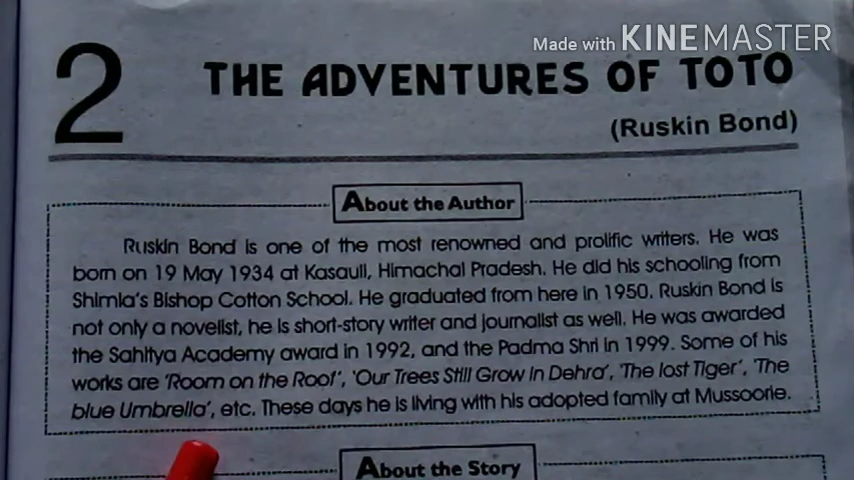 Made with KINEMASTER
2
THE ADVENTURES OF TOTO
(Ruskin Bond)
About the Author
Ruskin Bond is one of the most renowned and prolific writers. He was
born on 19 May 1934 at Kasauli, Himachal Pradesh. He did his schooling from
Shimla's Bishop Cotton School. He graduated from here in 1950. Ruskin Bond is
not only a novelist, he is short-story writer and journalist as well. He was awarded
the Sahitya Academy award in 1992, and the Padma Shri in 1999. Some of his
works are 'Room on the Roof', 'Our Trees Still Grow in Dehra', 'The lost Tiger', 'The
blue Umbrella', etc. These days he is living with his adopted family at Mussoorie.
About the Story